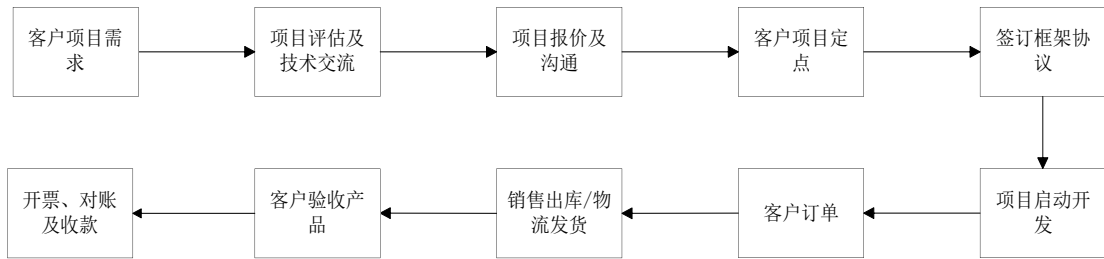 客户项目需
求
项目评估及
技术交流
项目报价及
沟通
客户项目定
点
签订框架协
议
开票、对账
及收款
客户验收产
品
销售出库/物
流发货
客户订单
项目启动开
发